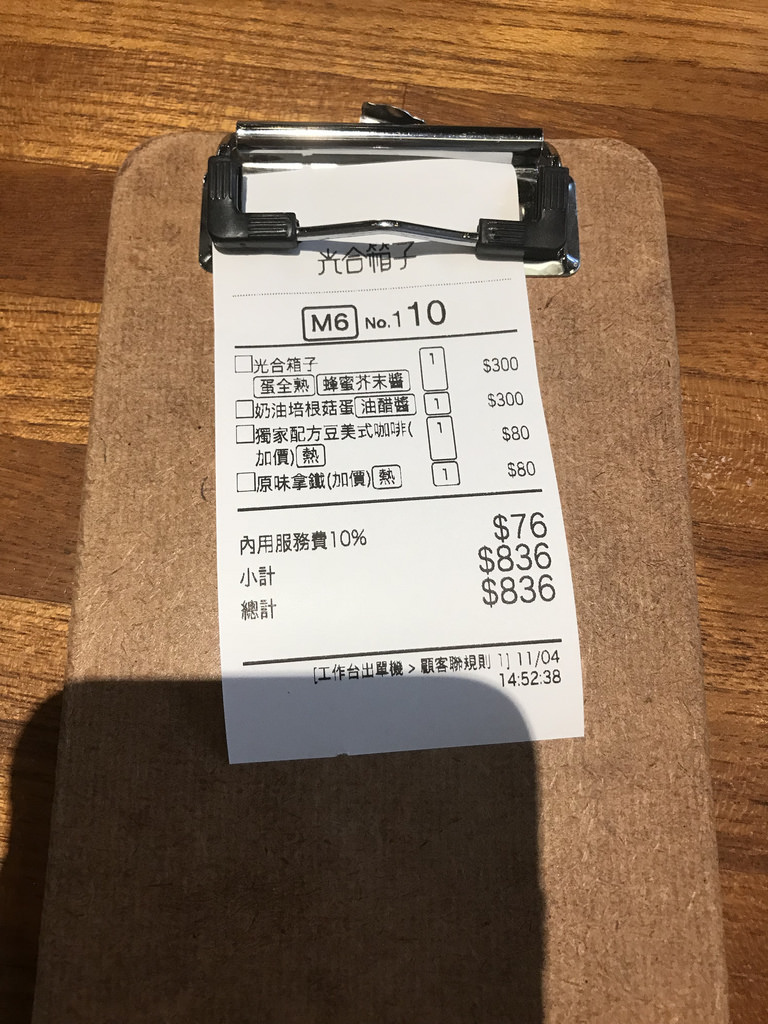 光合箱子
M6 No.110
光合箱子 1 $300
蛋全熟 蜂蜜芥末醬
奶油培根菇蛋 油醋醬 1 $300
獨家配方豆美式咖啡( 1 $80
加價) 熱
原味拿鐵(加價) 熱 1 $80
內用服務費10% $76
小計 $836
總計 $836
[工作台出單機 > 顧客聯規則 1] 11/04
14:52:38